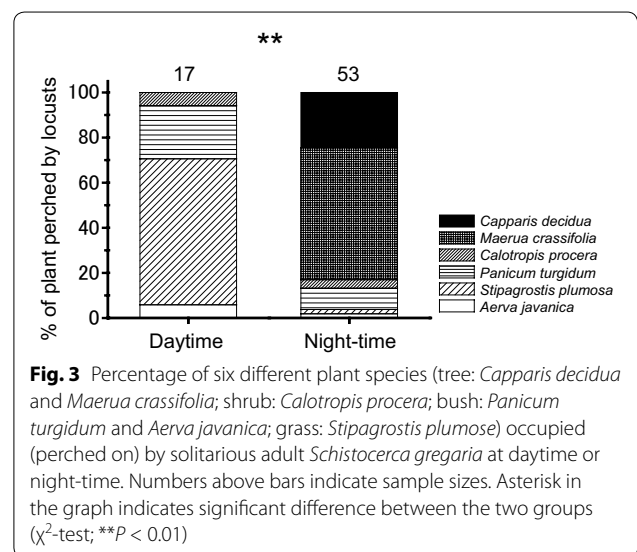 **
17 53
100
80
60
40
20
0
% of plant perched by locusts
Daytime Night-time
Capparis decidua
Maerua crassifolia
Calotropis procera
Panicum turgidum
Stipagrostis plumosa
Aerva javanica
Fig. 3 Percentage of six different plant species (tree: Capparis decidua
and Maerua crassifolia; shrub: Calotropis procera; bush: Panicum
turgidum and Aerva javanica; grass: Stipagrostis plumose) occupied
(perched on) by solitarious adult Schistocerca gregaria at daytime or
night-time. Numbers above bars indicate sample sizes. Asterisk in
the graph indicates significant difference between the two groups
(χ²-test; **P < 0.01)